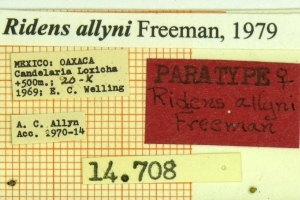 Ridens allyni Freeman, 1979
MEXICO: OAXACA
Candelaria Loxicha
+500m.; 20-X
1969; E. C. Welling
PARATYPE ♀
Ridens allyni
Freeman
A. C. Allyn
Acc. 1970-14
14.708